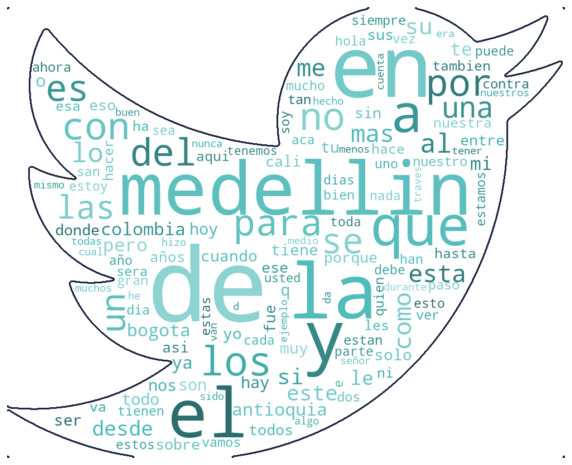 siempre
su
era
sus
vez
hola
te
puede
cuenta
ahora
o
es
me
en
tambien
por
contra
esa
eso
buen
mucho
tan
hecho
nuestros
con
ha
sea
soy
no
sin
a
una
nuestra
lo
hacer
del
nunca
aqui
tenemos
aca
mas
al
entre
san
estoy
cali
tu
menos
hace
uno
nuestro
mi
tener
mismo
medellin
dias
bien
nada
traves
estamos
las
para
que
donde
colombia
hoy
toda
se
todas
cual
pero
hizo
años
cuando
medio
tiene
porque
han
hasta
año
sera
gran
de
ese
usted
la
quien
debe
esta
muchos
he
un
dia
estas
d
q
da
durante
paso
bogota
van
yo
fue
ejemplo
y
les
como
esto
ver
asi
cada
muy
estan
parte
solo
ya
los
hay
si
señor
nos
son
sido
este
e
le
ni
todo
el
dos
va
tienen
antioquia
ser
desde
algo
estos
sobre
vamos
todos